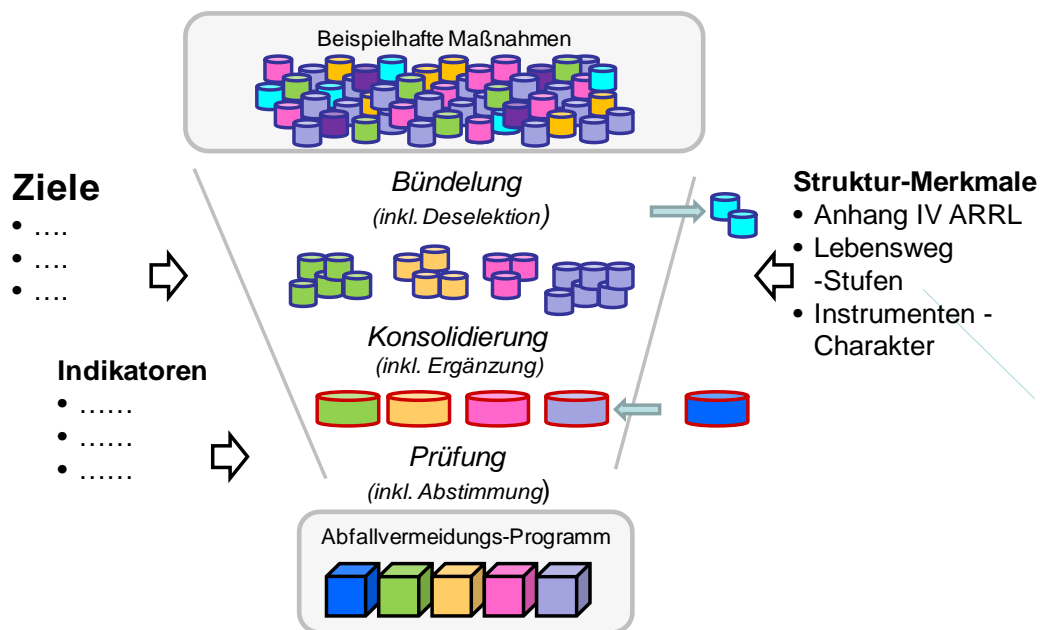 Beispielhafte Maßnahmen
Bündelung
(inkl. Deselektion)
Ziele
• ….
• ….
• ….
Struktur-Merkmale
• Anhang IV ARRL
• Lebensweg
-Stufen
• Instrumenten -
Charakter
Konsolidierung
(inkl. Ergänzung)
Indikatoren
• ……
• ……
• ……
Prüfung
(inkl. Abstimmung)
Abfallvermeidungs-Programm